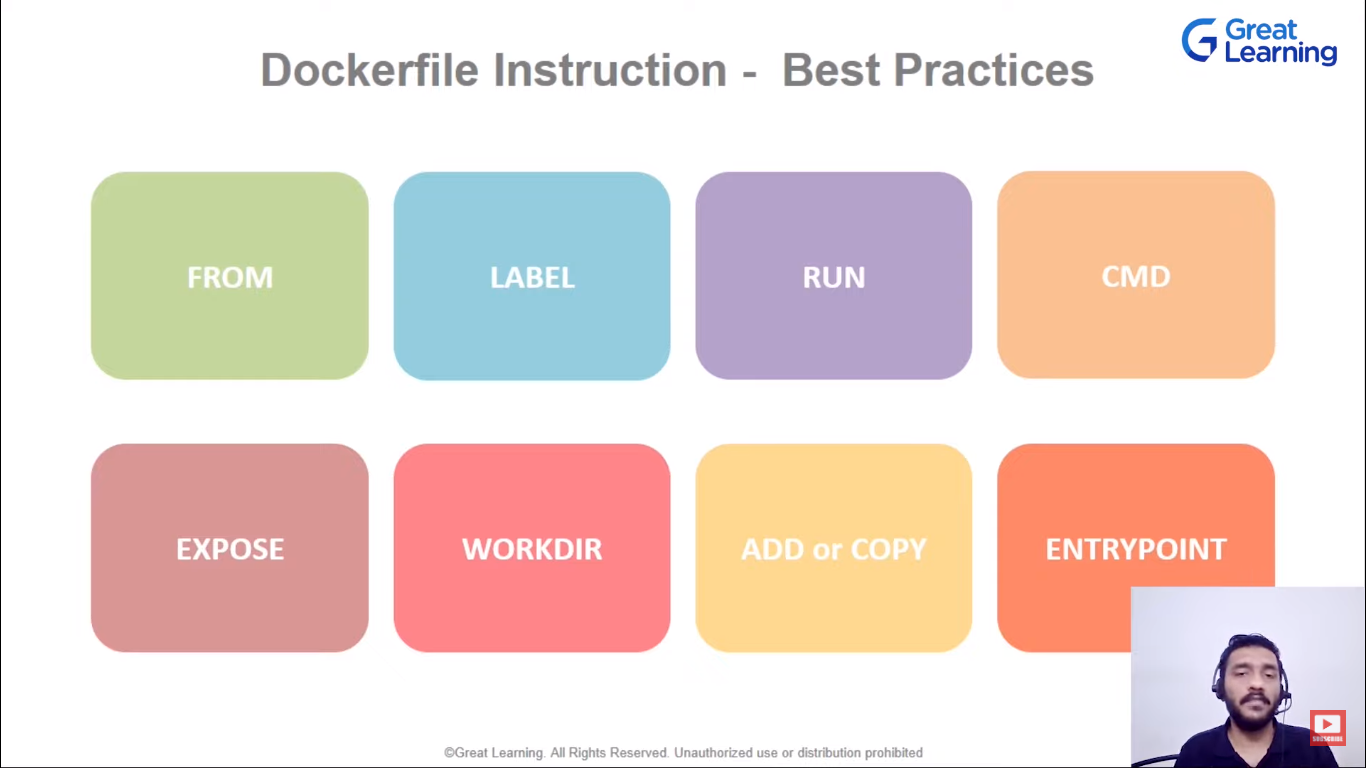 Great
Learning
Dockerfile Instruction - Best Practices
FROM
LABEL
RUN
CMD
EXPOSE
WORKDIR
ADD or COPY
ENTRYPOINT
SUBSCRIBE
©Great Learning. All Rights Reserved. Unauthorized use or distribution prohibited